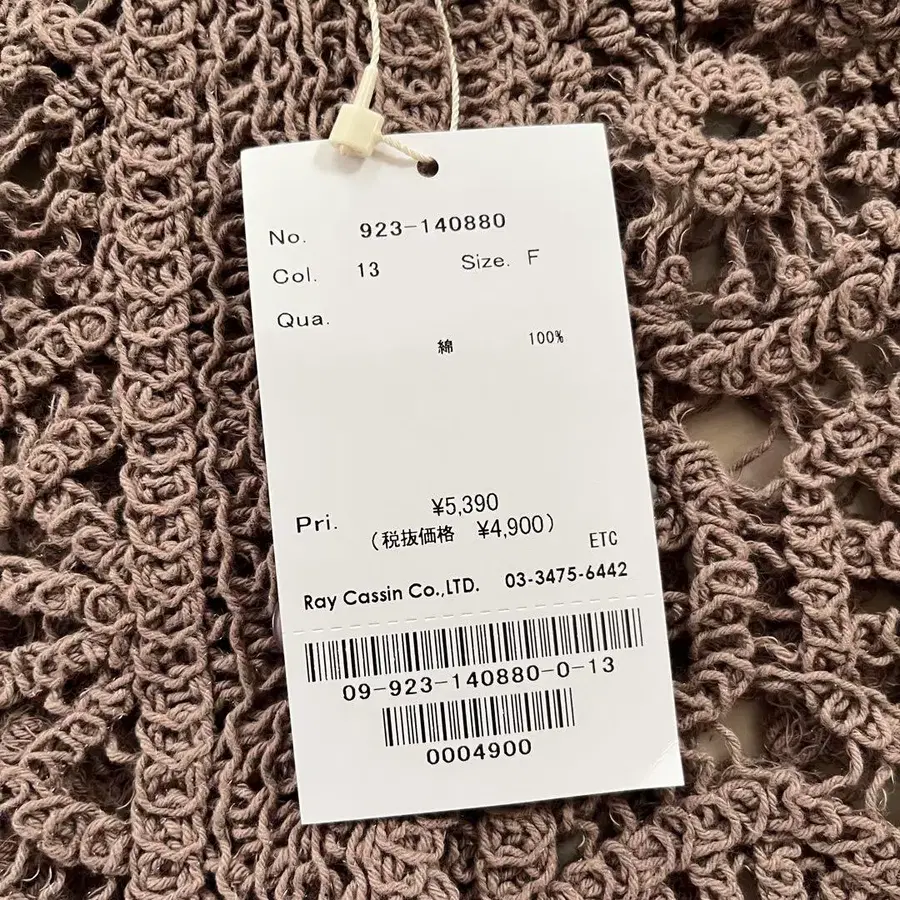 No. 923-140880
Col. 13 Size. F
Qua.
綿 100%
Pri. ¥5,390
(税抜価格 ¥4,900)
ETC
Ray Cassin Co.,LTD. 03-3475-6442
09-923-140880-0-13
0004900